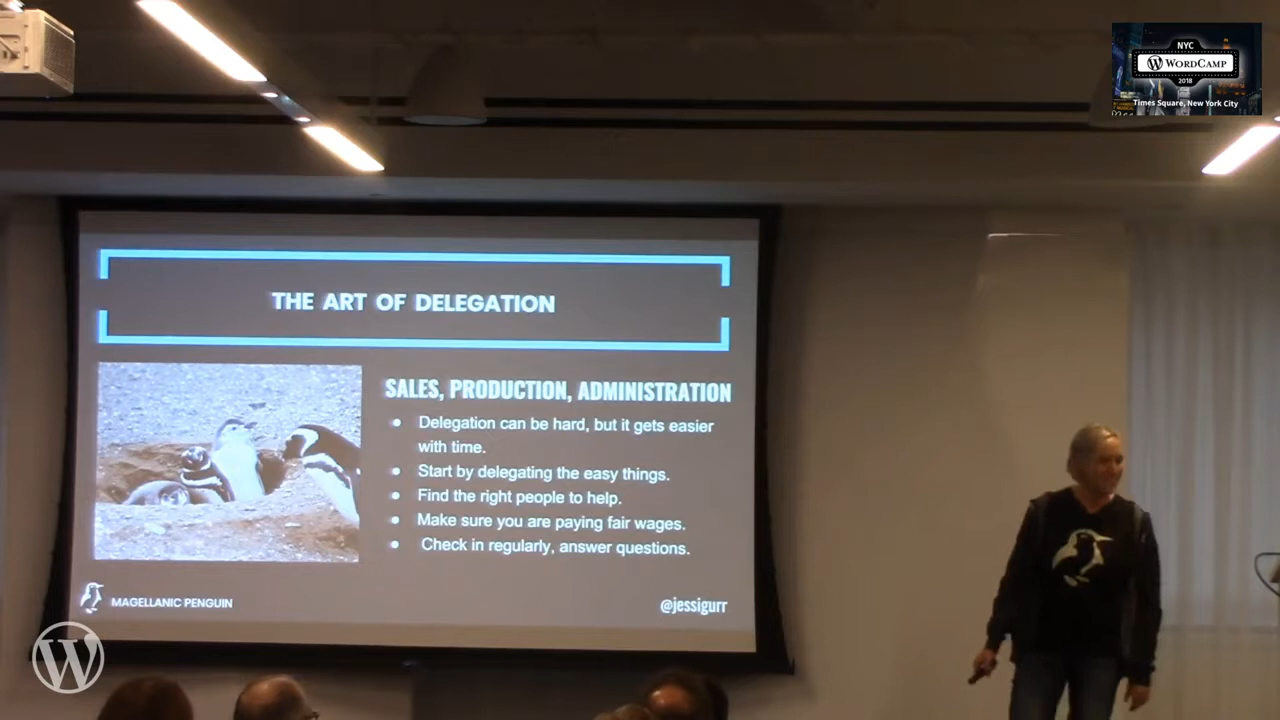 NYC
WORDCAMP
2018
Times Square, New York City
THE ART OF DELEGATION
SALES, PRODUCTION, ADMINISTRATION
● Delegation can be hard, but it gets easier
with time.
● Start by delegating the easy things.
● Find the right people to help.
● Make sure you are paying fair wages.
● Check in regularly, answer questions.
MAGELLANIC PENGUIN
@jessigurr